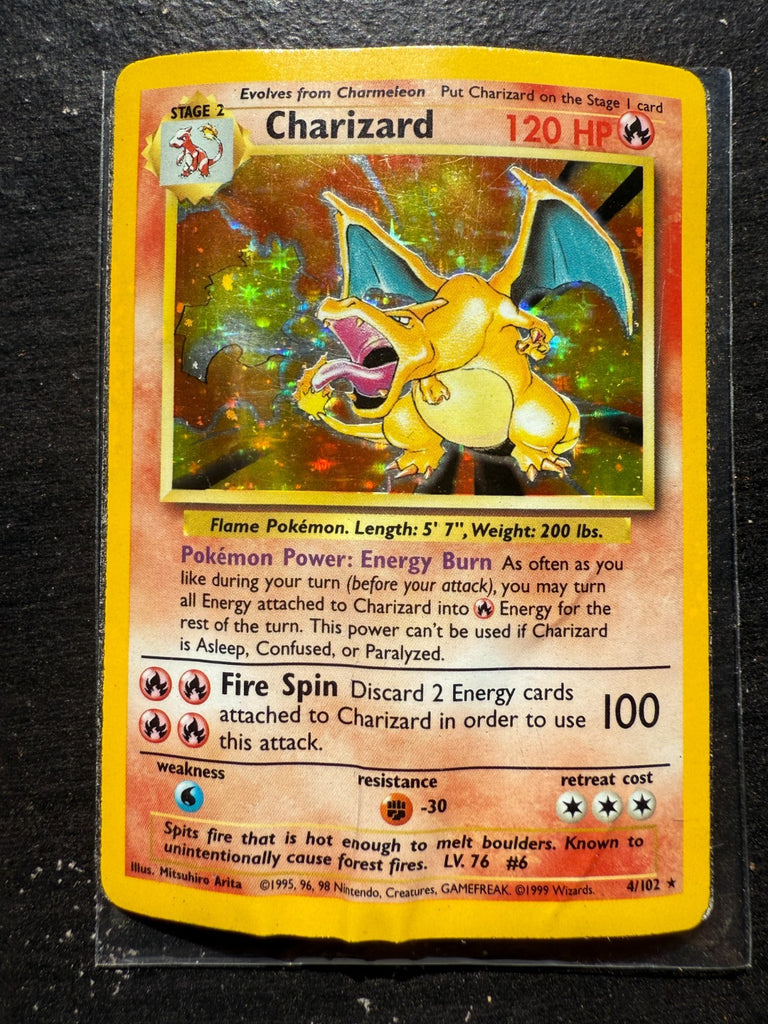 Evolves from Charmeleon Put Charizard on the Stage 1 card
STAGE 2
Charizard 120 HP
Flame Pokémon. Length: 5' 7", Weight: 200 lbs.
Pokémon Power: Energy Burn As often as you
like during your turn (before your attack), you may turn
all Energy attached to Charizard into Energy for the
rest of the turn. This power can't be used if Charizard
is Asleep, Confused, or Paralyzed.
Fire Spin Discard 2 Energy cards
attached to Charizard in order to use 100
this attack.
weakness resistance retreat cost
-30
Spits fire that is hot enough to melt boulders. Known to
unintentionally cause forest fires. LV. 76 #6
Illus. Mitsuhiro Arita ©1995, 96, 98 Nintendo, Creatures, GAMEFREAK. ©1999 Wizards. 4/102 ★